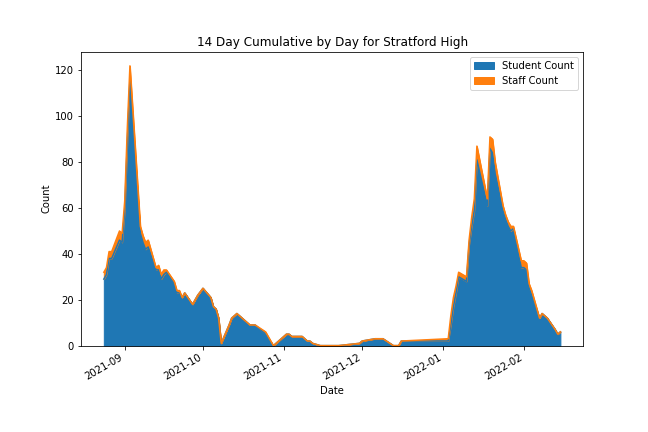 14 Day Cumulative by Day for Stratford High
Student Count
Staff Count
120
100
80
60
40
20
0
Count
2021-09
2021-10
2021-11
2021-12
2022-01
2022-02
Date